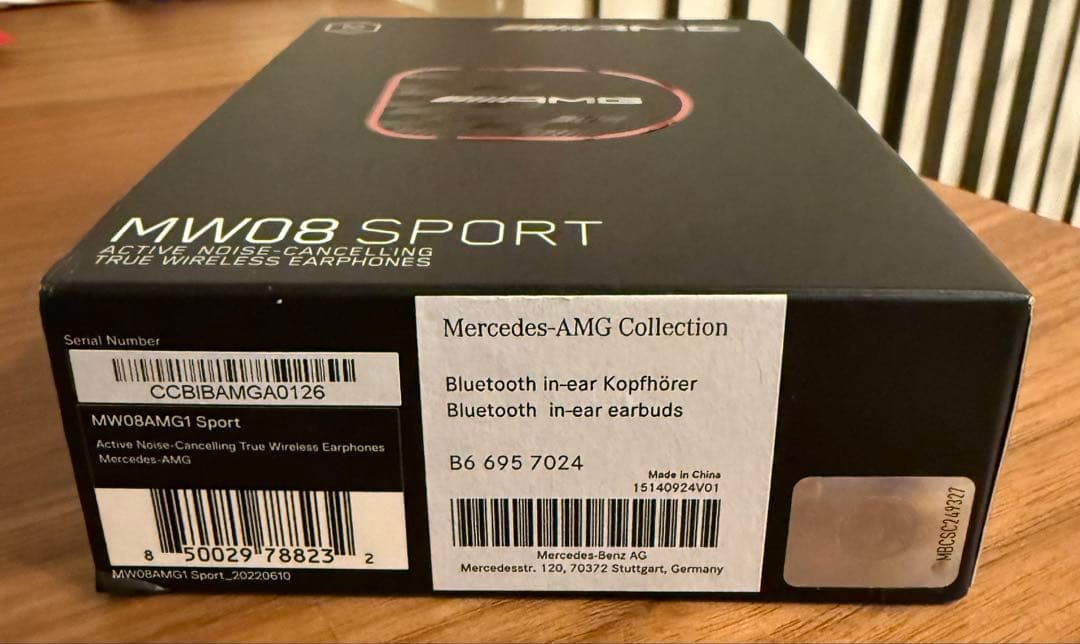 AMG
AMG
MW08 SPORT
ACTIVE NOISE-CANCELLING
TRUE WIRELESS EARPHONES
Serial Number
CCBIBAMGA0126
MW08AMG1 Sport
Active Noise-Cancelling True Wireless Earphones
Mercedes-AMG
8 50029 78823 2
MW08AMG1 Sport_20220610
Mercedes-AMG Collection
Bluetooth in-ear Kopfhörer
Bluetooth in-ear earbuds
B6 695 7024
Made in China
15140924V01
Mercedes-Benz AG
Mercedesstr. 120, 70372 Stuttgart, Germany
MBCSC249327